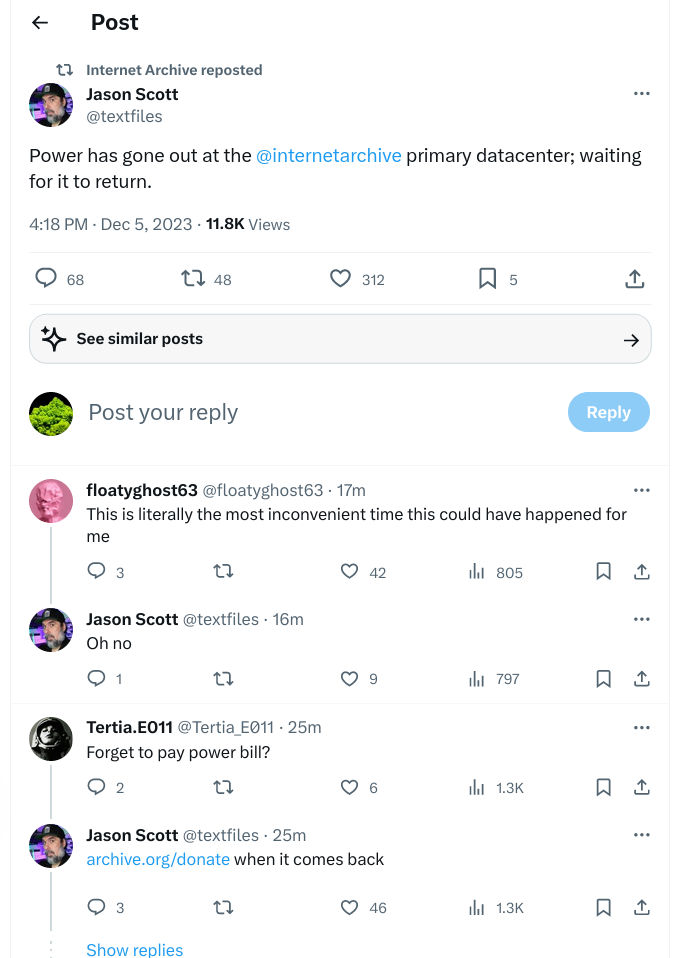 Post
Internet Archive reposted
Jason Scott
@textfiles
Power has gone out at the @internetarchive primary datacenter; waiting
for it to return.
4:18 PM · Dec 5, 2023 · 11.8K Views
68 48 312 5
See similar posts
Post your reply Reply
floatyghost63 @floatyghost63 · 17m
This is literally the most inconvenient time this could have happened for
me
3 42 805
Jason Scott @textfiles · 16m
Oh no
1 9 797
Tertia.EØ11 @Tertia_EØ11 · 25m
Forget to pay power bill?
2 6 1.3K
Jason Scott @textfiles · 25m
archive.org/donate when it comes back
3 46 1.3K
Show replies